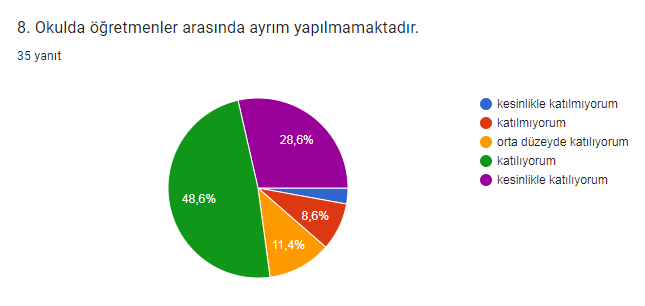 8. Okulda öğretmenler arasında ayrım yapılmamaktadır.
35 yanıt
kesinlikle katılmıyorum
katılmıyorum
orta düzeyde katılıyorum
katılıyorum
kesinlikle katılıyorum
28,6%
48,6%
8,6%
11,4%